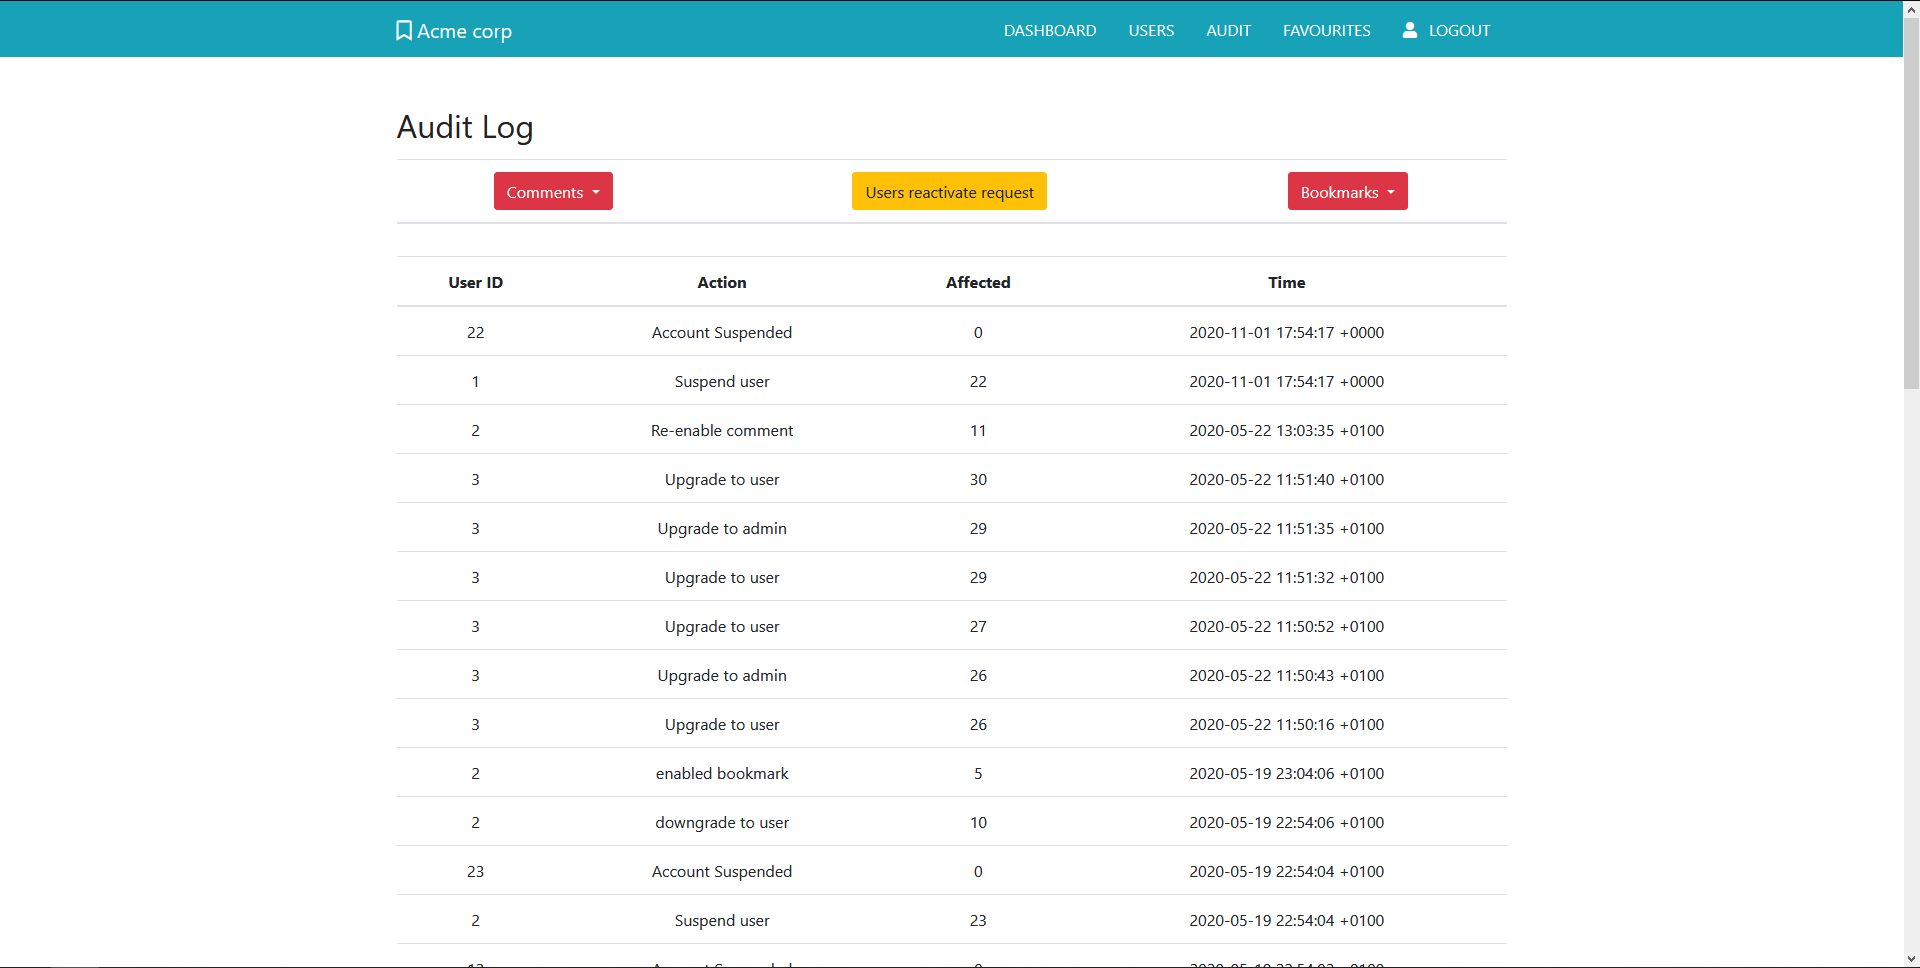 Acme corp DASHBOARD USERS AUDIT FAVOURITES LOGOUT
Audit Log
Comments Users reactivate request Bookmarks
User ID Action Affected Time
22 Account Suspended 0 2020-11-01 17:54:17 +0000
1 Suspend user 22 2020-11-01 17:54:17 +0000
2 Re-enable comment 11 2020-05-22 13:03:35 +0100
3 Upgrade to user 30 2020-05-22 11:51:40 +0100
3 Upgrade to admin 29 2020-05-22 11:51:35 +0100
3 Upgrade to user 29 2020-05-22 11:51:32 +0100
3 Upgrade to user 27 2020-05-22 11:50:52 +0100
3 Upgrade to admin 26 2020-05-22 11:50:43 +0100
3 Upgrade to user 26 2020-05-22 11:50:16 +0100
2 enabled bookmark 5 2020-05-19 23:04:06 +0100
2 downgrade to user 10 2020-05-19 22:54:06 +0100
23 Account Suspended 0 2020-05-19 22:54:04 +0100
2 Suspend user 23 2020-05-19 22:54:04 +0100